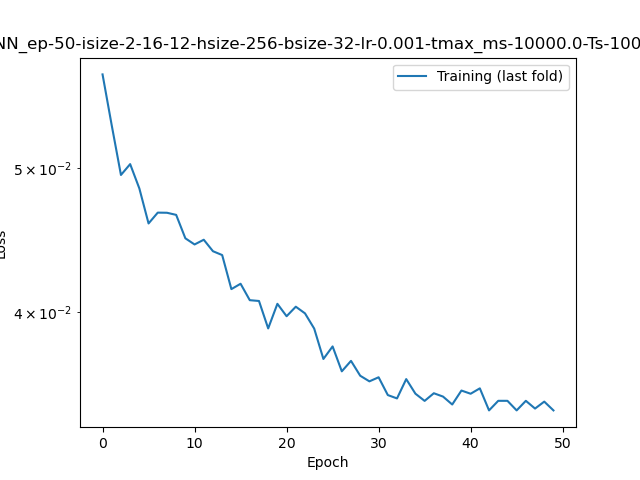 NN_ep-50-isize-2-16-12-hsize-256-bsize-32-lr-0.001-tmax_ms-10000.0-Ts-100
Training (last fold)
5 × 10⁻²
4 × 10⁻²
Loss
0 10 20 30 40 50
Epoch